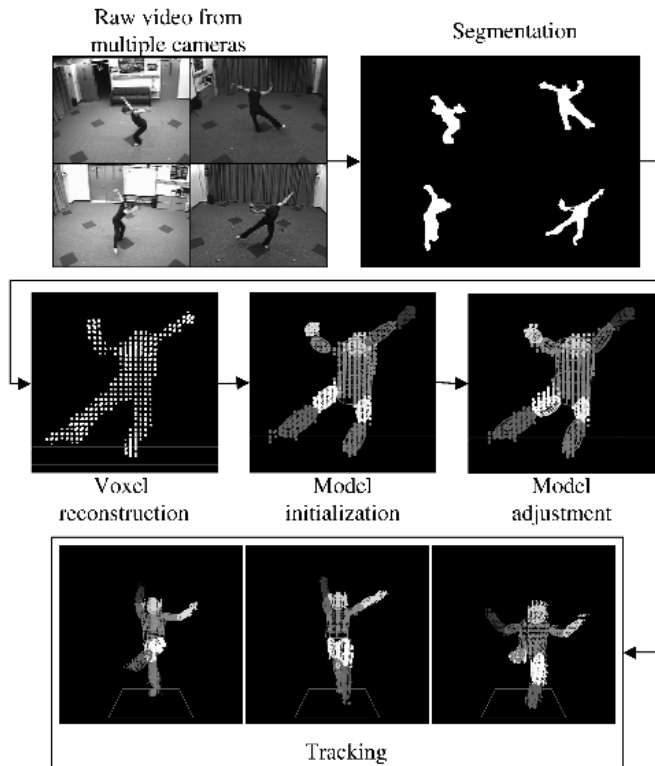 Raw video from
multiple cameras
Segmentation
Voxel
reconstruction
Model
initialization
Model
adjustment
Tracking